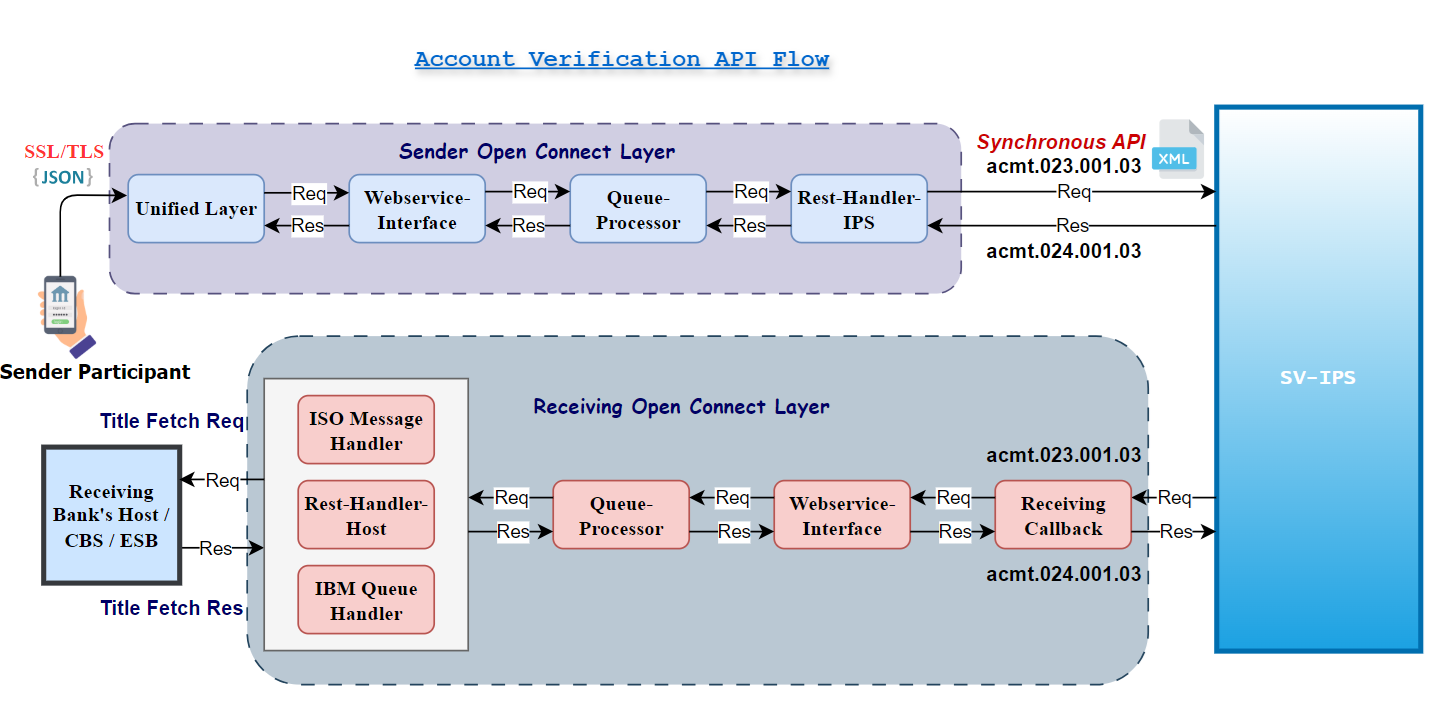 Account Verification API Flow
SSL/TLS
{JSON}
Sender Open Connect Layer
Synchronous API
XML
acmt.023.001.03
Unified Layer
Req
Res
Webservice-
Interface
Req
Res
Queue-
Processor
Req
Res
Rest-Handler-
IPS
Req
Res
acmt.024.001.03
Sender Participant
SV-IPS
Title Fetch Req
Receiving Open Connect Layer
ISO Message
Handler
acmt.023.001.03
Receiving
Bank's Host /
CBS / ESB
Req
Res
Rest-Handler-
Host
Req
Res
Queue-
Processor
Req
Res
Webservice-
Interface
Req
Res
Receiving
Callback
Req
Res
acmt.024.001.03
IBM Queue
Handler
Title Fetch Res